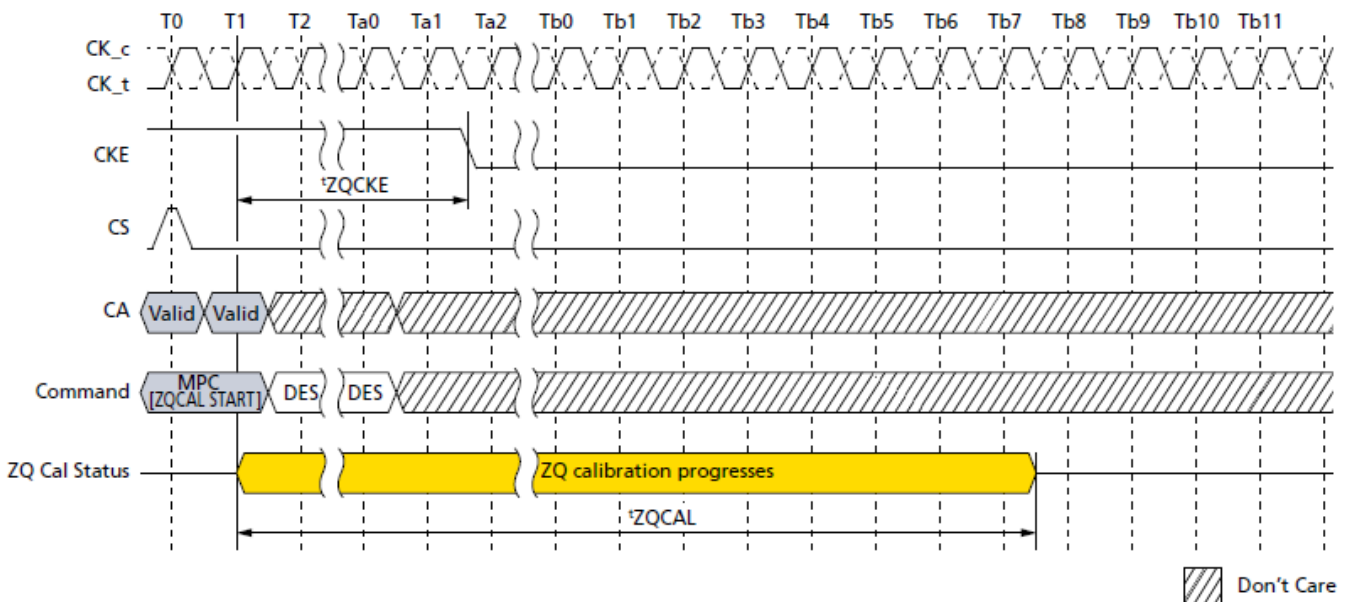 T0 T1 T2 Ta0 Ta1 Ta2 Tb0 Tb1 Tb2 Tb3 Tb4 Tb5 Tb6 Tb7 Tb8 Tb9 Tb10 Tb11
CK_c
CK_t
CKE
tZQCKE
CS
CA Valid Valid
MPC
Command [ZQCAL START] DES DES
ZQ Cal Status ZQ calibration progresses
tZQCAL
Don't Care